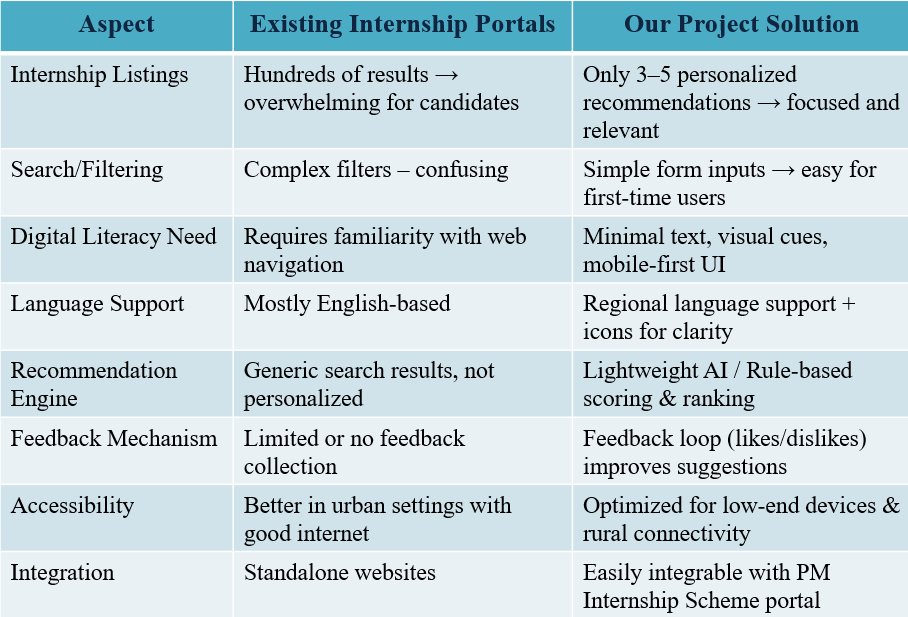 Aspect
Existing Internship Portals
Our Project Solution
Internship Listings
Hundreds of results →
overwhelming for candidates
Only 3–5 personalized
recommendations → focused and
relevant
Search/Filtering
Complex filters – confusing
Simple form inputs → easy for
first-time users
Digital Literacy Need
Requires familiarity with web
navigation
Minimal text, visual cues,
mobile-first UI
Language Support
Mostly English-based
Regional language support +
icons for clarity
Recommendation
Engine
Generic search results, not
personalized
Lightweight AI / Rule-based
scoring & ranking
Feedback Mechanism
Limited or no feedback
collection
Feedback loop (likes/dislikes)
improves suggestions
Accessibility
Better in urban settings with
good internet
Optimized for low-end devices &
rural connectivity
Integration
Standalone websites
Easily integrable with PM
Internship Scheme portal